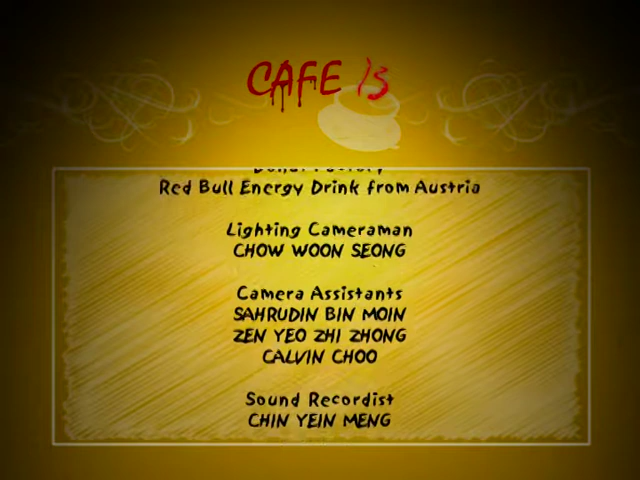 CAFE 13
Red Bull Energy Drink from Austria
Lighting Cameraman
CHOW WOON SEONG
Camera Assistants
SAHRUDIN BIN MOIN
ZEN YEO ZHI ZHONG
CALVIN CHOO
Sound Recordist
CHIN YEIN MENG